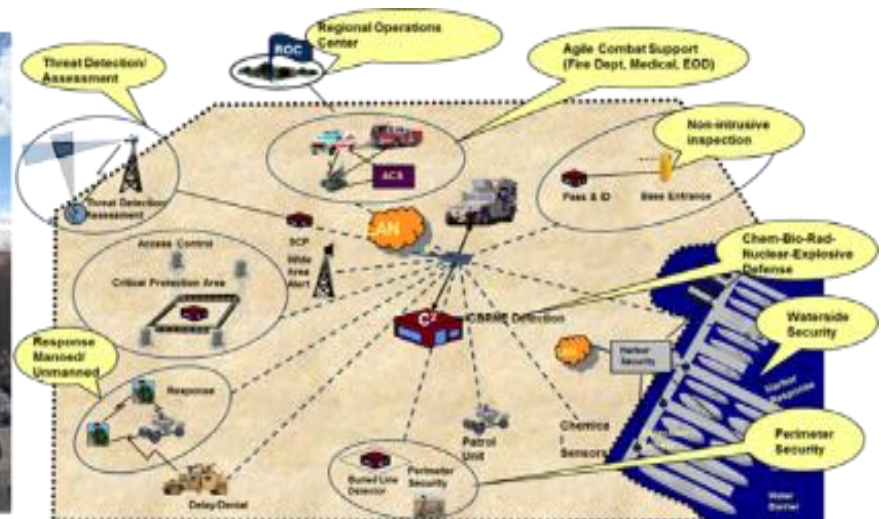 Regional Operations
Center
ROC
Threat Detection/
Assessment
Agile Combat Support
(Fire Dept, Medical, EOD)
Non-intrusive
inspection
ACS
Pass & ID
Base Entrance
Threat Detection
Assessment
Access Control
SCP
Wide
Area
Alert
LAN
Critical Protection Area
Chem-Bio-Rad-
Nuclear-Explosive
Defense
C²
CBRNE Detection
Waterside
Security
Response
Manned/
Unmanned
Harbor
Security
Response
Harbor
Response
Patrol
Unit
Chemica
l
Sensors
Perimeter
Security
Buried Line
Detector
Perimeter
Security
Delay/Denial
Water
Barrier